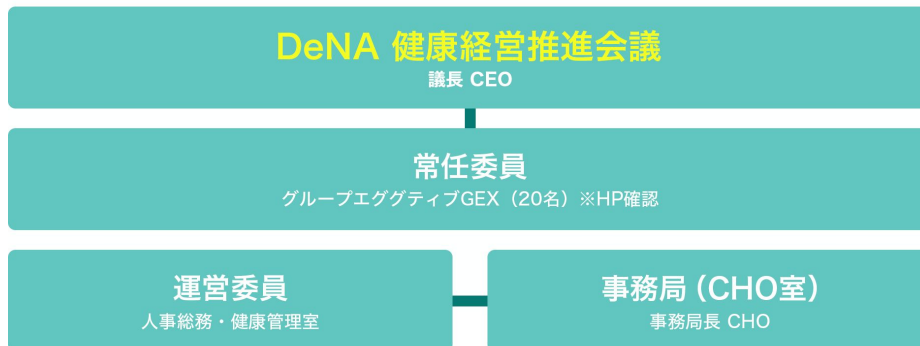 DeNA 健康経営推進会議
議長 CEO
常任委員
グループエググティブGEX（20名）※HP確認
運営委員
人事総務・健康管理室
事務局（CHO室）
事務局長 CHO